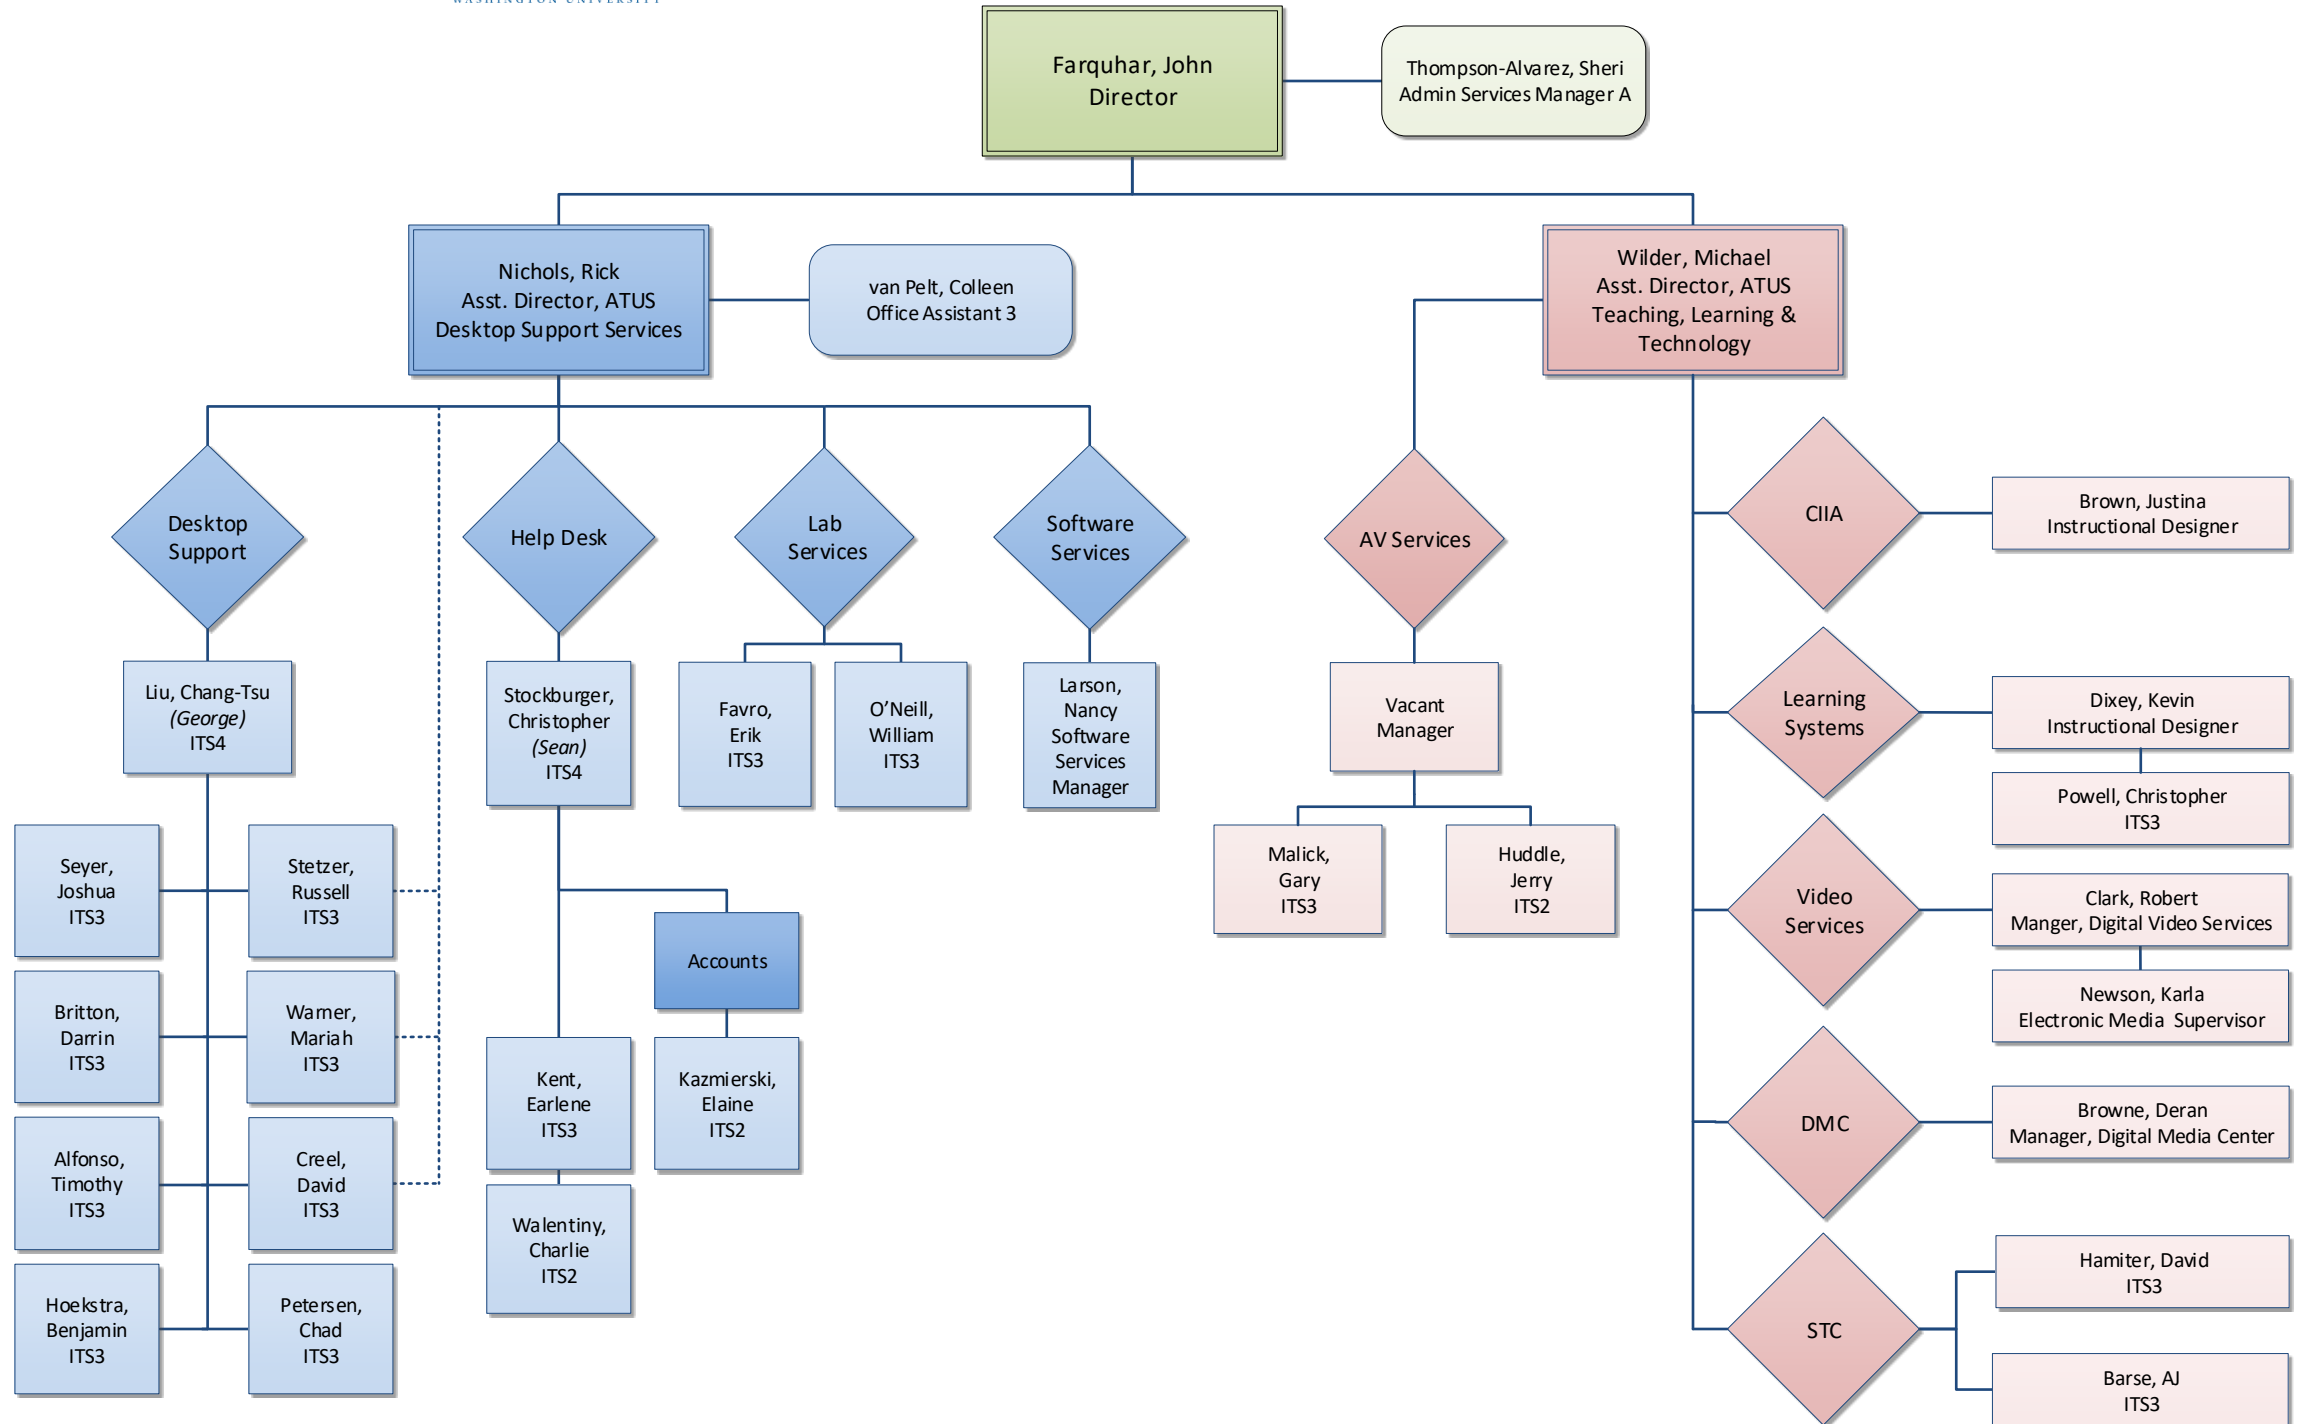 WASHINGTON UNIVERSITY
Farquhar, John
Director
Thompson-Alvarez, Sheri
Admin Services Manager A
Nichols, Rick
Asst. Director, ATUS
Desktop Support Services
van Pelt, Colleen
Office Assistant 3
Wilder, Michael
Asst. Director, ATUS
Teaching, Learning &
Technology
Desktop
Support
Help Desk
Lab
Services
Software
Services
AV Services
CIIA
Brown, Justina
Instructional Designer
Liu, Chang-Tsu
(George)
ITS4
Stockburger,
Christopher
(Sean)
ITS4
Favro,
Erik
ITS3
O'Neill,
William
ITS3
Larson,
Nancy
Software
Services
Manager
Vacant
Manager
Learning
Systems
Dixey, Kevin
Instructional Designer
Powell, Christopher
ITS3
Seyer,
Joshua
ITS3
Stetzer,
Russell
ITS3
Malick,
Gary
ITS3
Huddle,
Jerry
ITS2
Video
Services
Clark, Robert
Manger, Digital Video Services
Newson, Karla
Electronic Media Supervisor
Accounts
Britton,
Darrin
ITS3
Warner,
Mariah
ITS3
Kent,
Earlene
ITS3
Kazmierski,
Elaine
ITS2
DMC
Browne, Deran
Manager, Digital Media Center
Alfonso,
Timothy
ITS3
Creel,
David
ITS3
Walentiny,
Charlie
ITS2
Hoekstra,
Benjamin
ITS3
Petersen,
Chad
ITS3
STC
Hamiter, David
ITS3
Barse, AJ
ITS3